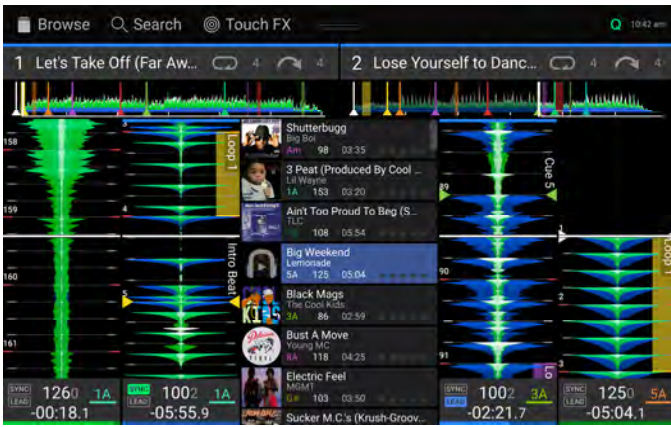 Browse
Search
Touch FX
Q 10:42 am
1 Let's Take Off (Far Aw... 4 4
2 Lose Yourself to Danc... 4 4
158
159
160
161
3
4
5
Loop 1
Intro Beat
Shutterbugg
Big Boi
Am 98 03:35
3 Peat (Produced By Cool ...
Lil Wayne
1A 153 03:20
Ain't Too Proud To Beg (S...
TLC
108 05:54
Big Weekend
Lemonade
5A 125 05:04
Black Mags
The Cool Kids
3A 86 02:59
Bust A Move
Young MC
8A 118 04:25
Electric Feel
MGMT
G# 103 03:50
Sucker M.C.'s (Krush-Groov...
89
90
91
Cue 5
Lo
1
2
3
Loop
SYNC
LEAD
1260 1A
-00:18.1
SYNC
LEAD
1002 1A
-05:55.9
SYNC
LEAD
1002 3A
-02:21.7
SYNC
LEAD
1250 5A
-05:04.1